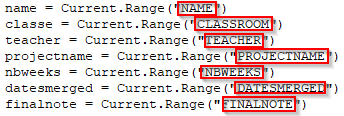 name = Current.Range("NAME")
classe = Current.Range("CLASSROOM")
teacher = Current.Range("TEACHER")
projectname = Current.Range("PROJECTNAME")
nbweeks = Current.Range("NBWEEKS")
datesmerged = Current.Range("DATESMERGED")
finalnote = Current.Range("FINALNOTE")